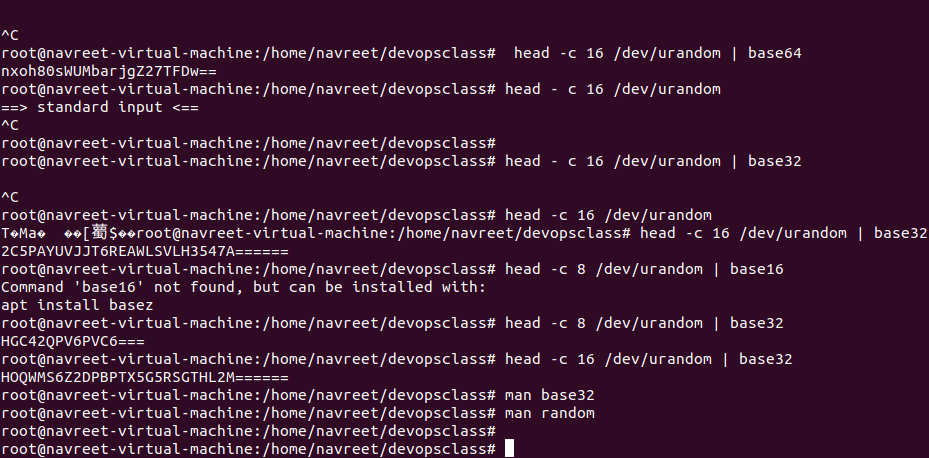 ^C
root@navreet-virtual-machine:/home/navreet/devopsclass#  head -c 16 /dev/urandom | base64
nxoh80sWUMbarjgZ27TFDw==
root@navreet-virtual-machine:/home/navreet/devopsclass# head - c 16 /dev/urandom
==> standard input <==
^C
root@navreet-virtual-machine:/home/navreet/devopsclass#
root@navreet-virtual-machine:/home/navreet/devopsclass# head - c 16 /dev/urandom | base32
^C
root@navreet-virtual-machine:/home/navreet/devopsclass# head -c 16 /dev/urandom
T�Ma�  ��[$��root@navreet-virtual-machine:/home/navreet/devopsclass# head -c 16 /dev/urandom | base32
2C5PAYUVJJT6REAWLSVLH3547A======
root@navreet-virtual-machine:/home/navreet/devopsclass# head -c 8 /dev/urandom | base16
Command 'base16' not found, but can be installed with:
apt install basez
root@navreet-virtual-machine:/home/navreet/devopsclass# head -c 8 /dev/urandom | base32
HGC42QPV6PVC6===
root@navreet-virtual-machine:/home/navreet/devopsclass# head -c 16 /dev/urandom | base32
HOQWMS6Z2DPBPTX5G5RSGTHL2M======
root@navreet-virtual-machine:/home/navreet/devopsclass# man base32
root@navreet-virtual-machine:/home/navreet/devopsclass# man random
root@navreet-virtual-machine:/home/navreet/devopsclass#
root@navreet-virtual-machine:/home/navreet/devopsclass#